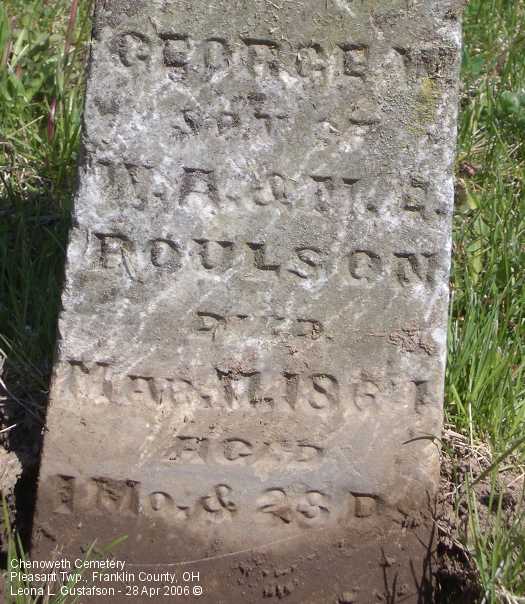 GEORGE W
SON OF
W. A. & M. E.
ROULSON
DIED
MAR. 11, 1861
AGED
1 Mo. & 28 D.
Chenoweth Cemetery
Pleasant Twp., Franklin County, OH
Leona L. Gustafson - 28 Apr 2006 ©